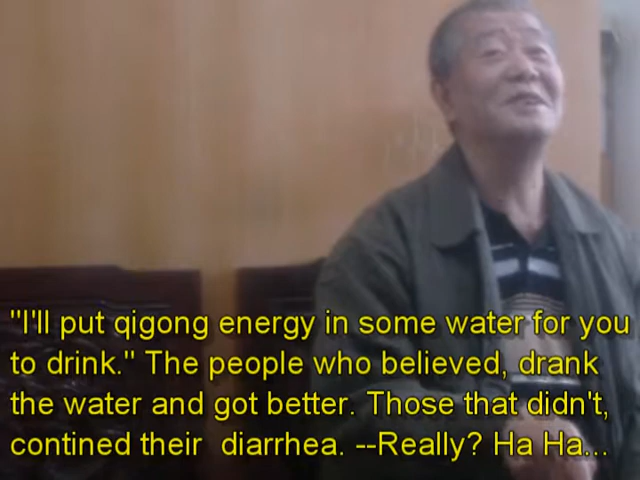 "I'll put qigong energy in some water for you
to drink." The people who believed, drank
the water and got better. Those that didn't,
contined their  diarrhea. --Really? Ha Ha...